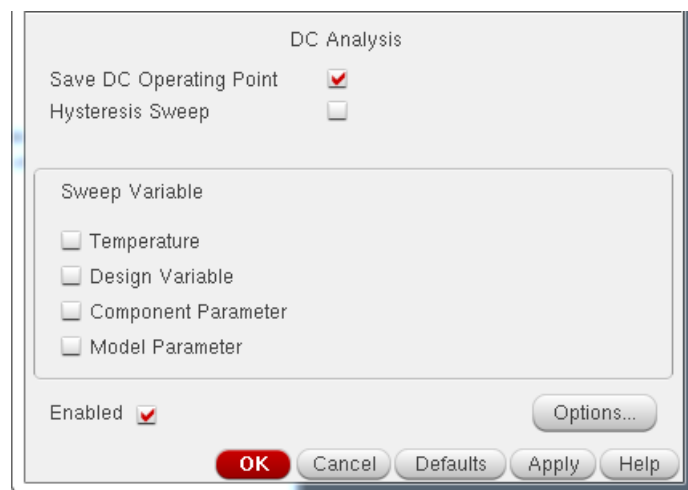 DC Analysis
Save DC Operating Point
Hysteresis Sweep
Sweep Variable
Temperature
Design Variable
Component Parameter
Model Parameter
Enabled Options...
OK Cancel Defaults Apply Help